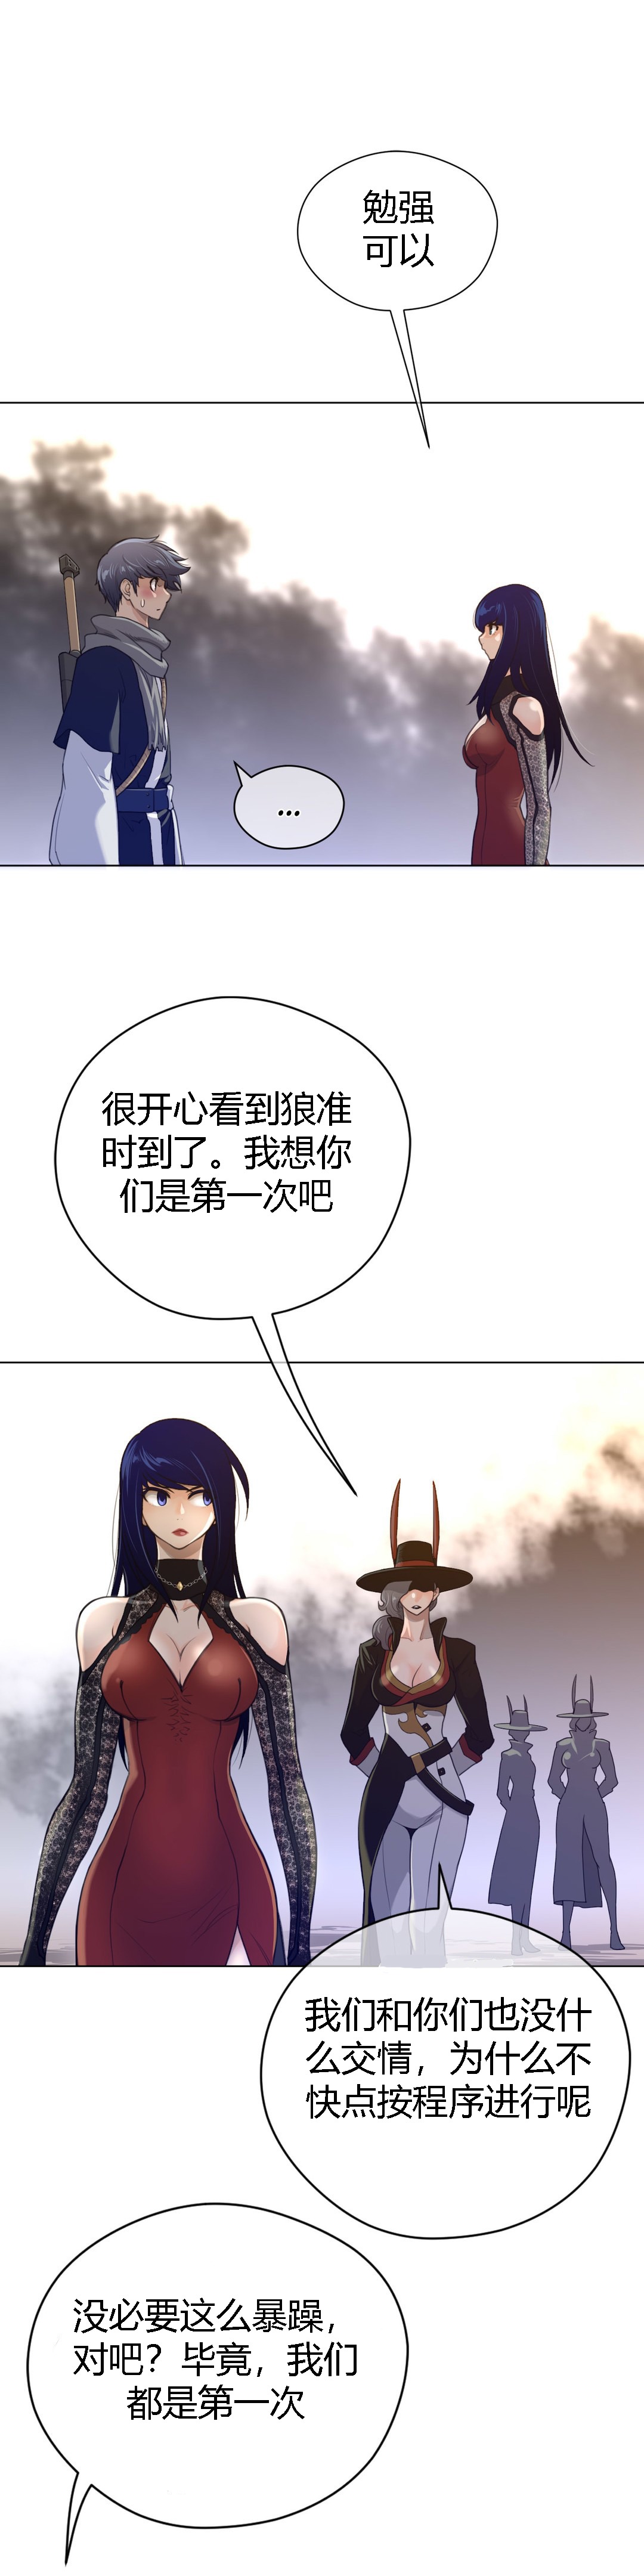 勉强
可以
...
很开心看到狼准
时到了。我想你
们是第一次吧
我们和你们也没什
么交情，为什么不
快点按程序进行呢
没必要这么暴躁，
对吧？毕竟，我们
都是第一次